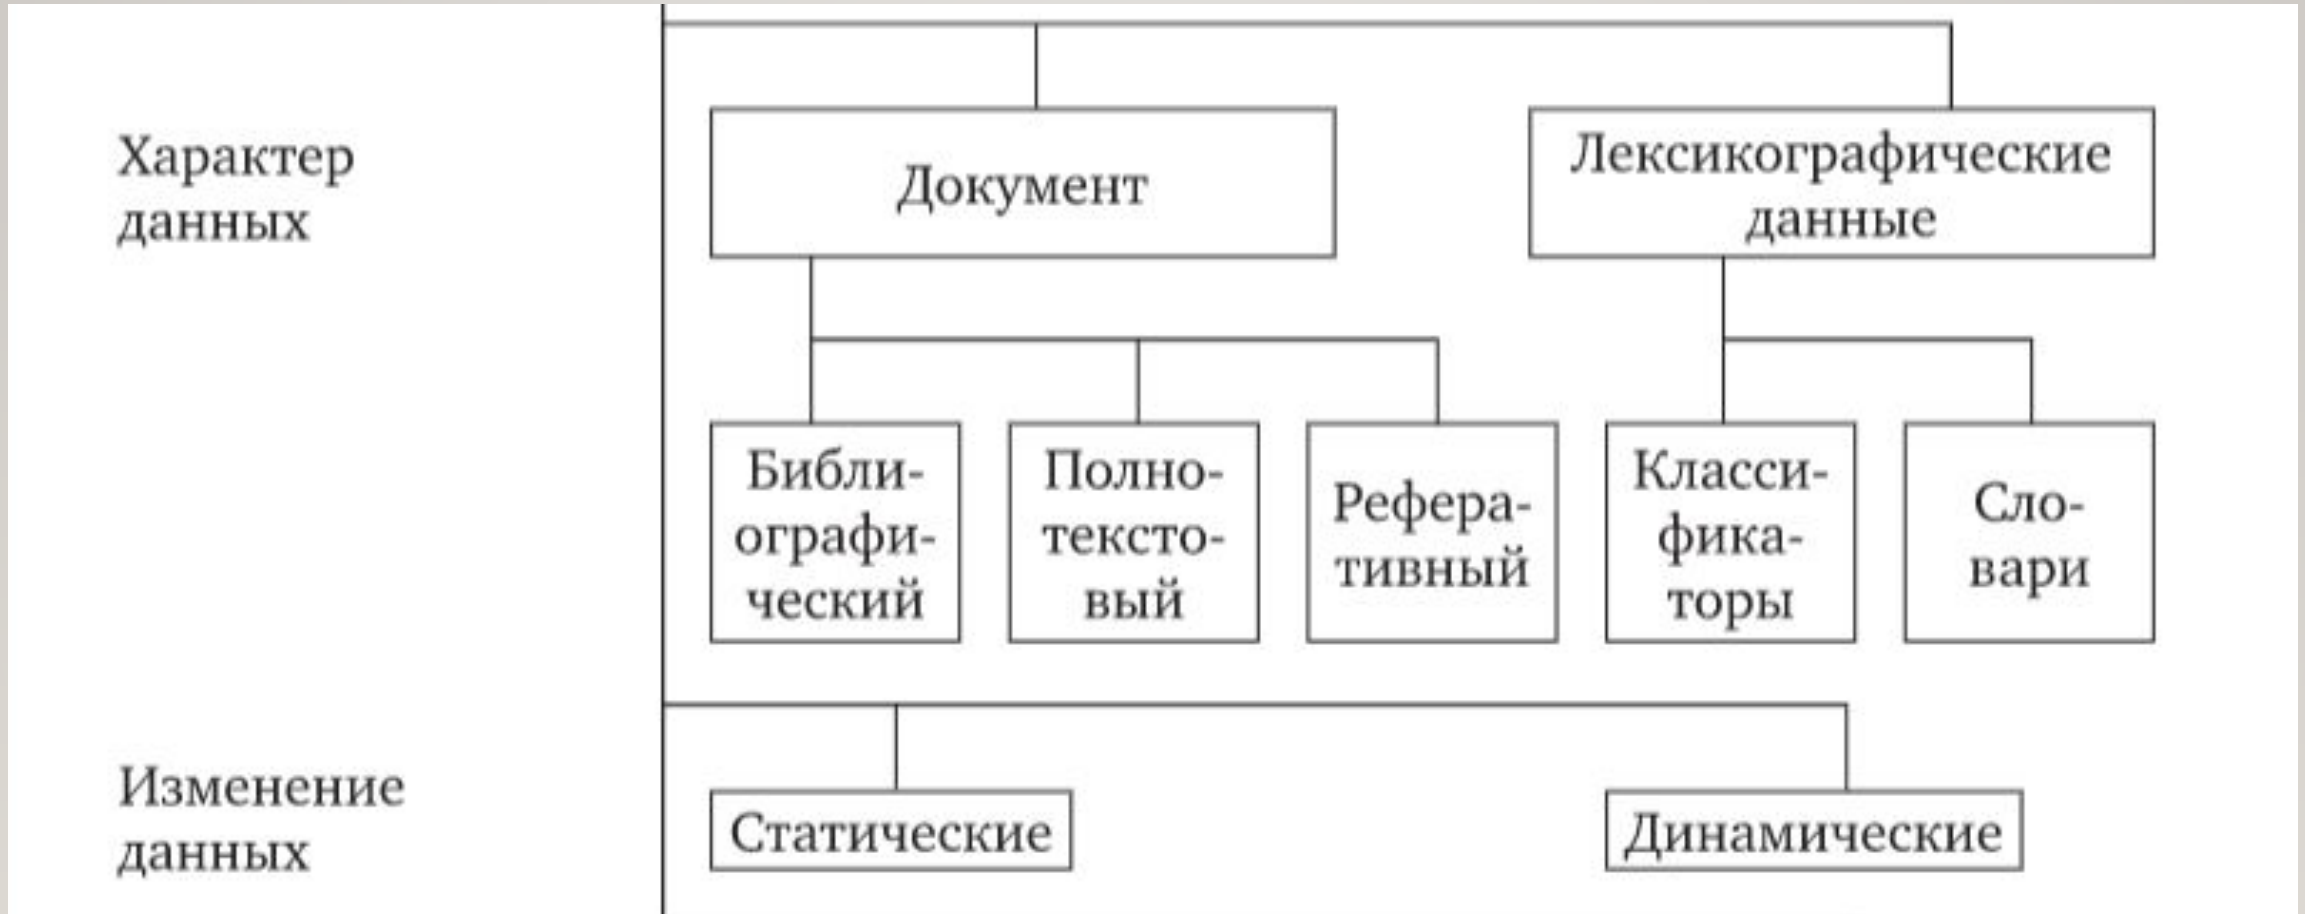 Характер
данных
Документ
Лексикографические
данные
Библи-
ографи-
ческий
Полно-
тексто-
вый
Рефера-
тивный
Класси-
фика-
торы
Сло-
вари
Изменение
данных
Статические
Динамические